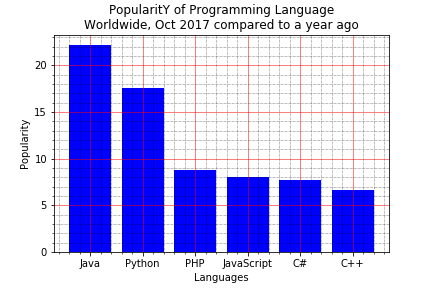 PopularitY of Programming Language
Worldwide, Oct 2017 compared to a year ago
Popularity
20
15
10
5
0
Java Python PHP JavaScript C# C++
Languages